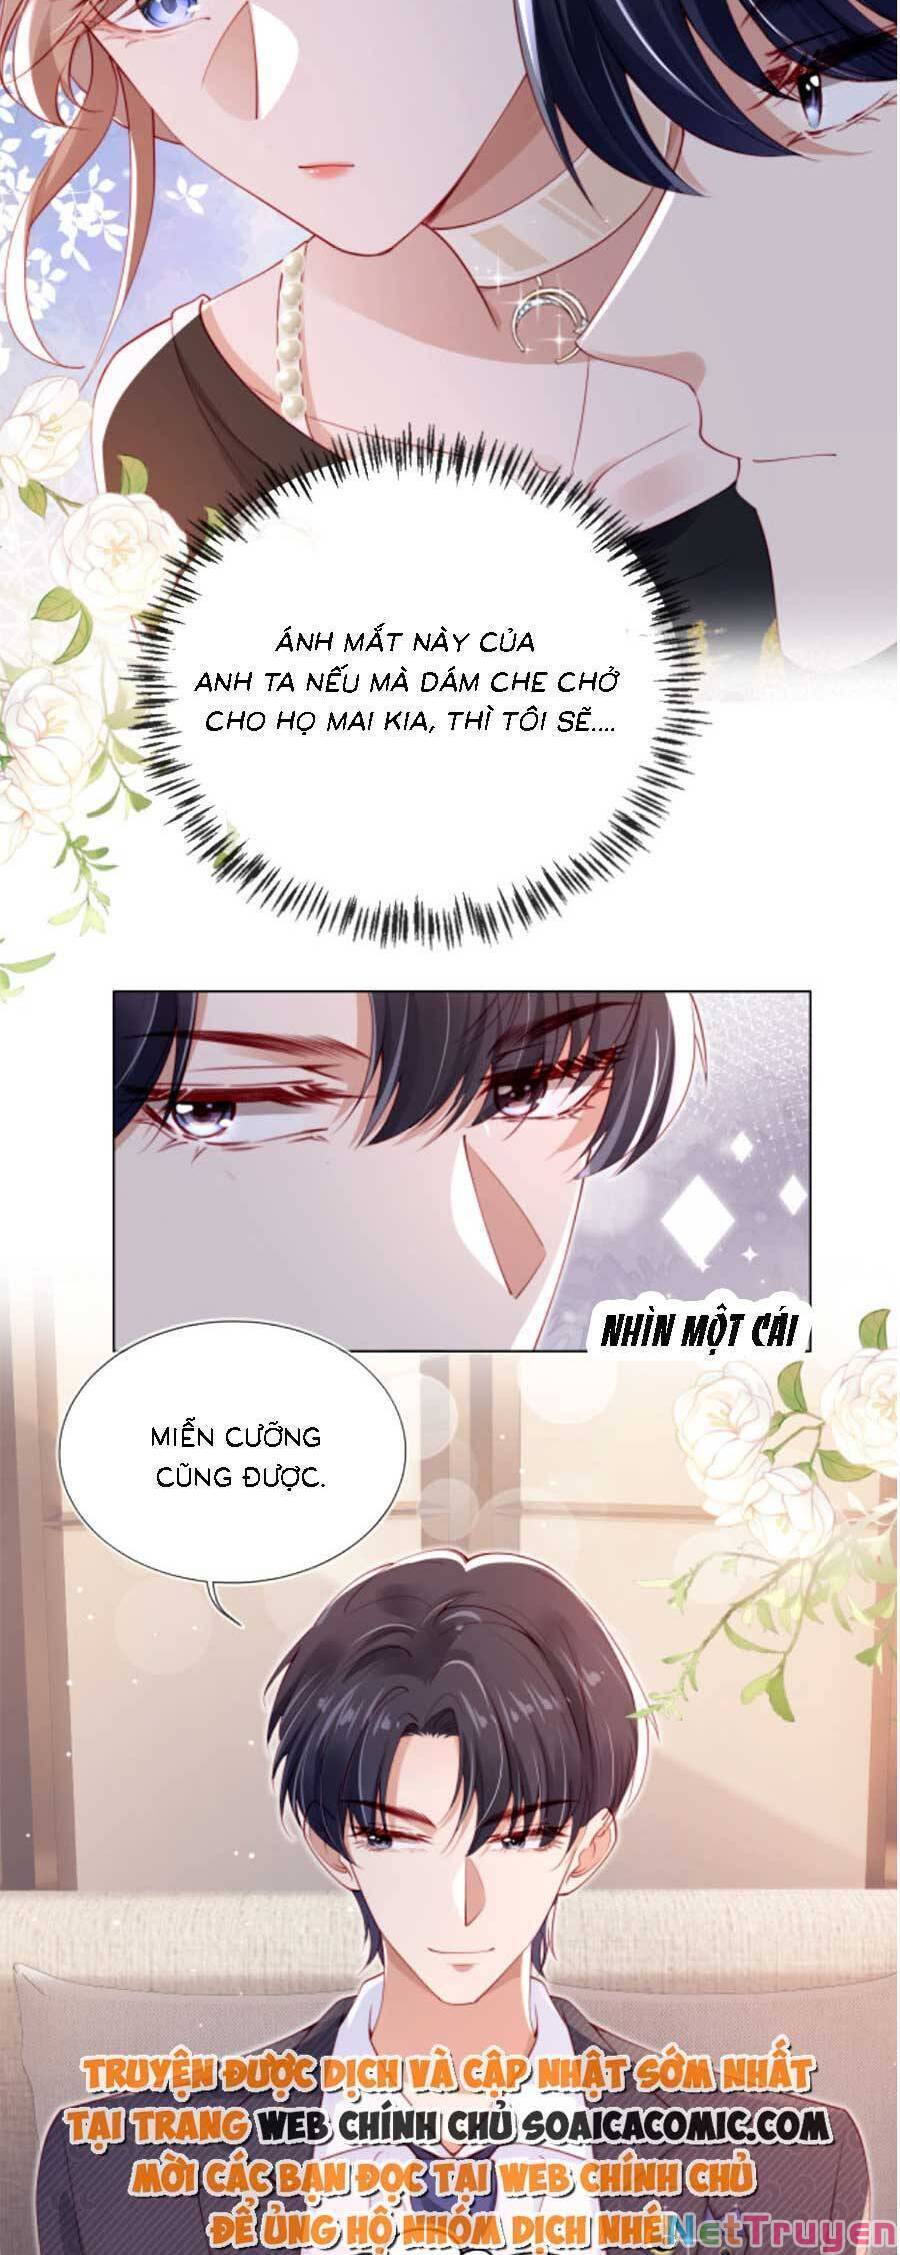 ÁNH MẮT NÀY CỦA
ANH TA NẾU MÀ DÁM CHE CHỞ
CHO HỌ MAI KIA, THÌ TÔI SẼ....
NHÌN MỘT CÁI
MIỄN CƯỠNG
CŨNG ĐƯỢC.
TRUYỆN ĐƯỢC DỊCH VÀ CẬP NHẬT SỚM NHẤT
TẠI TRANG WEB CHÍNH CHỦ SOAICACOMIC.COM
MỜI CÁC BẠN ĐỌC TẠI WEB CHÍNH CHỦ
ĐỂ ỦNG HỘ NHÓM DỊCH NHÉ
NetTruyen